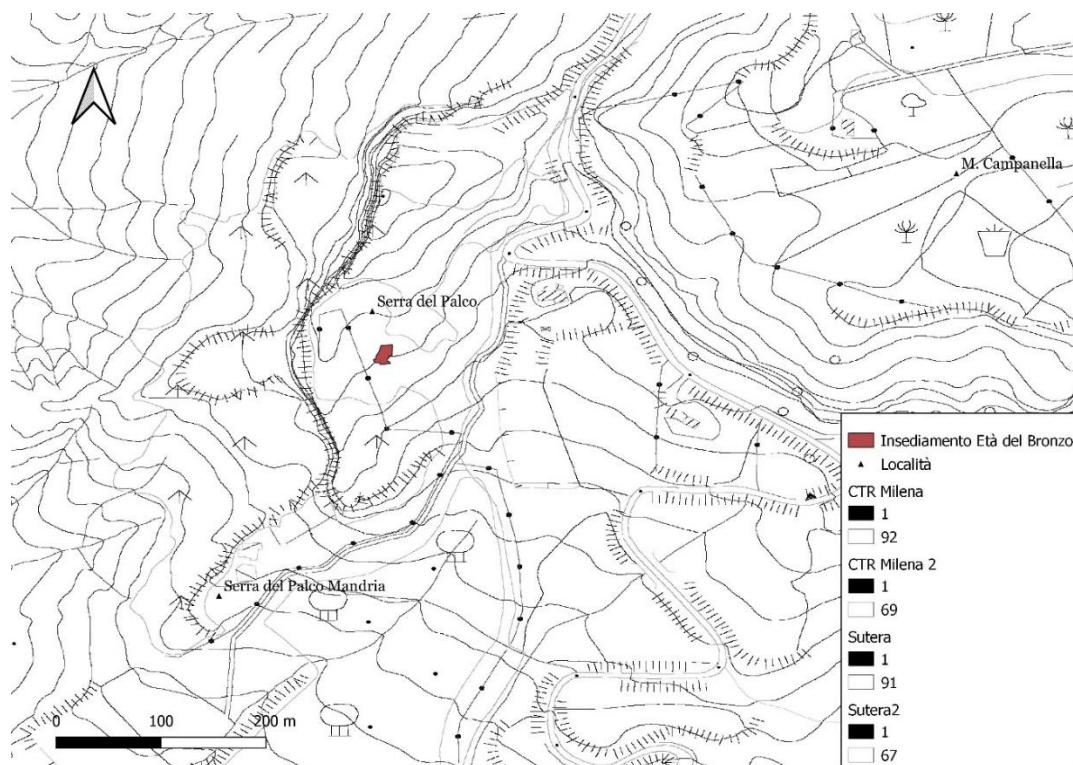 M. Campanella
Serra del Palco
Serra del Palco Mandria
0 100 200 m
Insediamento Età del Bronzo
Località
CTR Milena
1
92
CTR Milena 2
1
69
Sutera
1
91
Sutera2
1
67